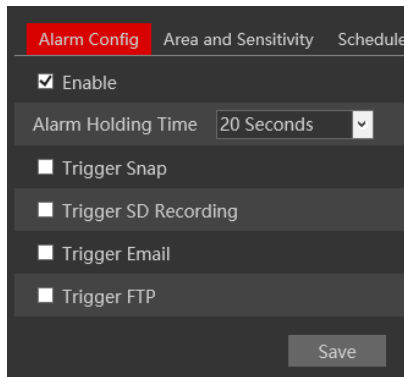 Alarm Config Area and Sensitivity Schedule
Enable
Alarm Holding Time 20 Seconds
Trigger Snap
Trigger SD Recording
Trigger Email
Trigger FTP
Save